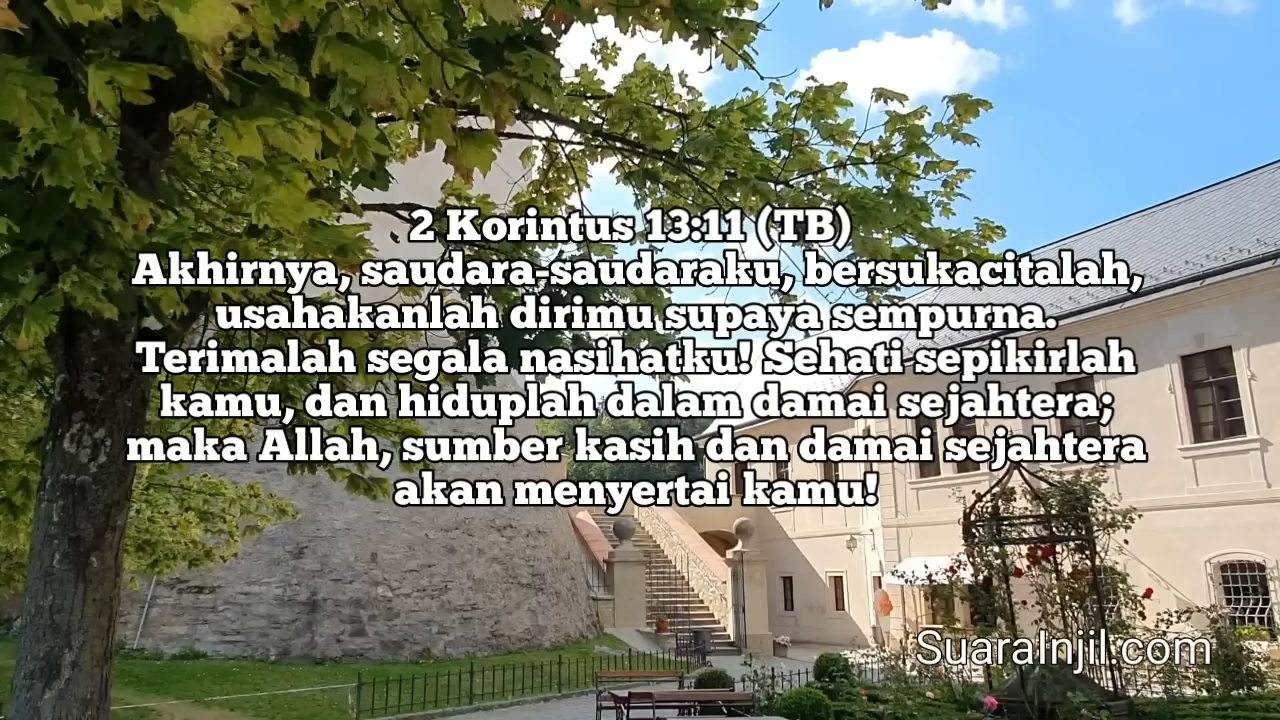 2 Korintus 13:11 (TB)
Akhirnya, saudara-saudaraku, bersukacitalah,
usahakanlah dirimu supaya sempurna.
Terimalah segala nasihatku! Sehati sepikirlah
kamu, dan hiduplah dalam damai sejahtera;
maka Allah, sumber kasih dan damai sejahtera
akan menyertai kamu!
SuaraInjil.com